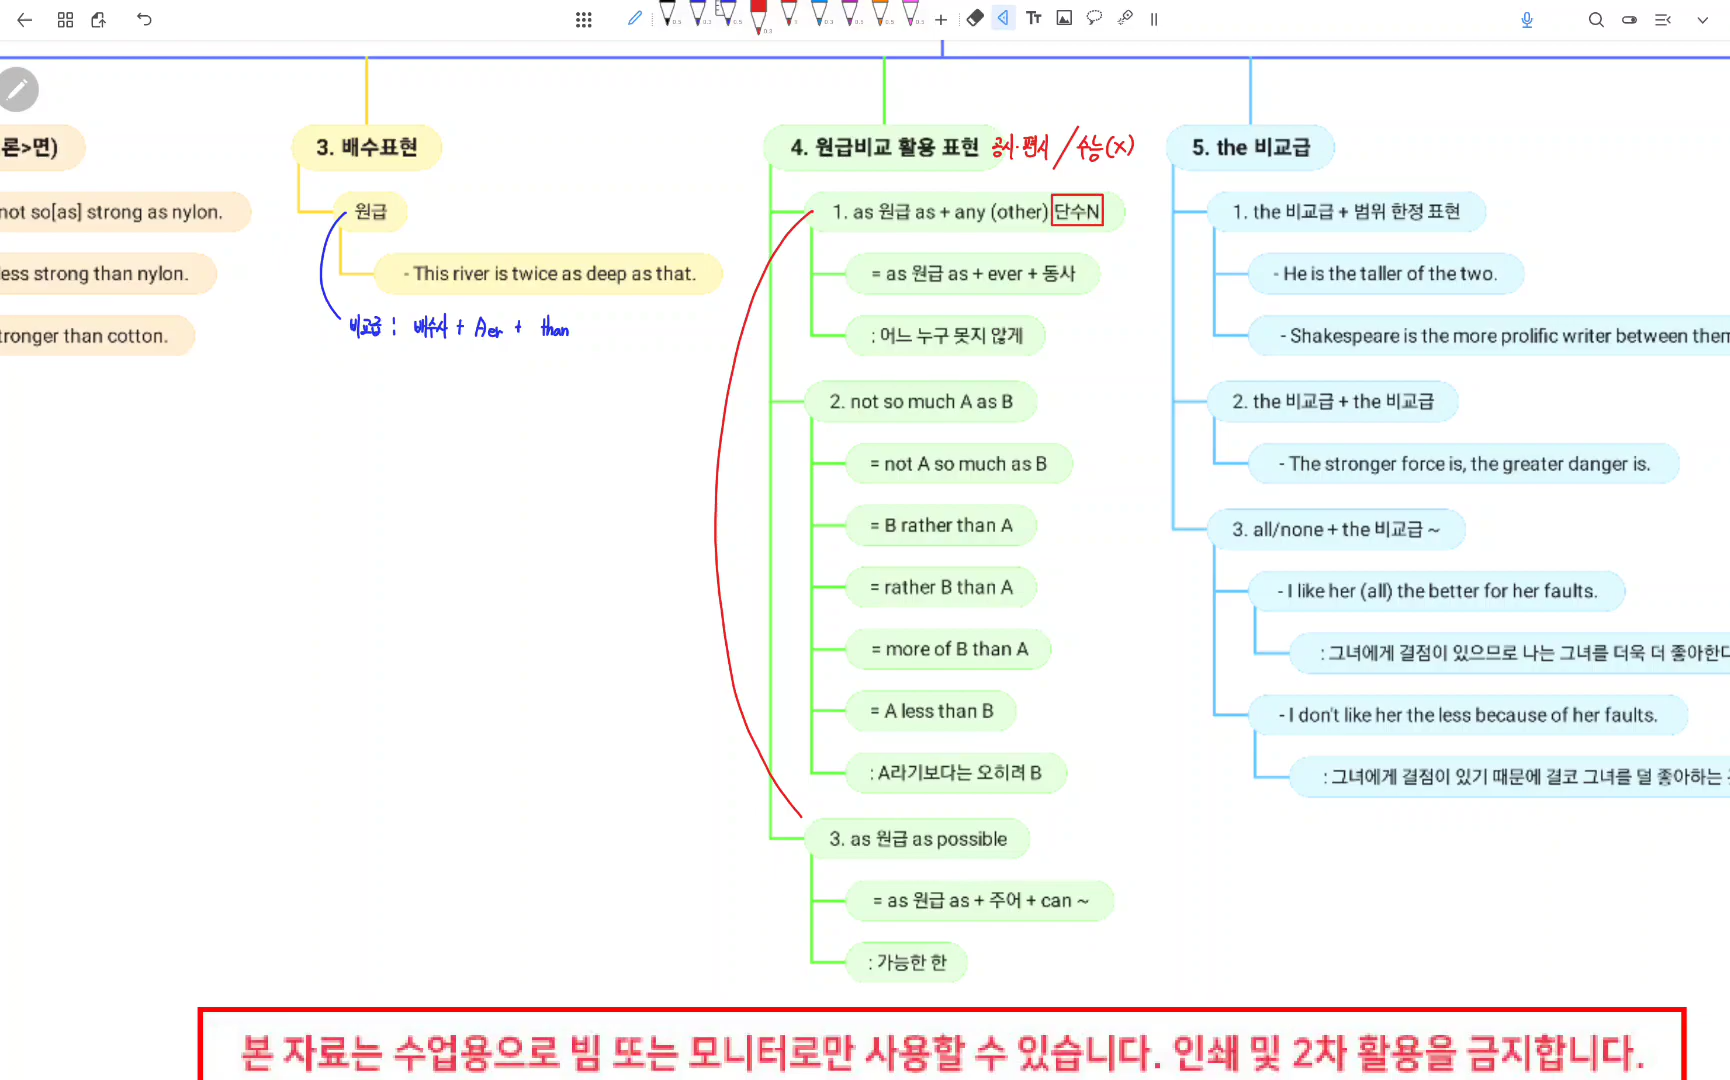 론>면)
not so[as] strong as nylon.
less strong than nylon.
tronger than cotton.
3. 배수표현
원급
- This river is twice as deep as that.
비교급 : 배수사 + Aer + than
4. 원급비교 활용 표현
공시·편시 / 수능(x)
1. as 원급 as + any (other) 단수N
= as 원급 as + ever + 동사
: 어느 누구 못지 않게
2. not so much A as B
= not A so much as B
= B rather than A
= rather B than A
= more of B than A
= A less than B
: A라기보다는 오히려 B
3. as 원급 as possible
= as 원급 as + 주어 + can ~
: 가능한 한
5. the 비교급
1. the 비교급 + 범위 한정 표현
- He is the taller of the two.
- Shakespeare is the more prolific writer between them
2. the 비교급 + the 비교급
- The stronger force is, the greater danger is.
3. all/none + the 비교급 ~
- I like her (all) the better for her faults.
: 그녀에게 결점이 있으므로 나는 그녀를 더욱 더 좋아한다
- I don't like her the less because of her faults.
: 그녀에게 결점이 있기 때문에 결코 그녀를 덜 좋아하는
본 자료는 수업용으로 빔 또는 모니터로만 사용할 수 있습니다. 인쇄 및 2차 활용을 금지합니다.